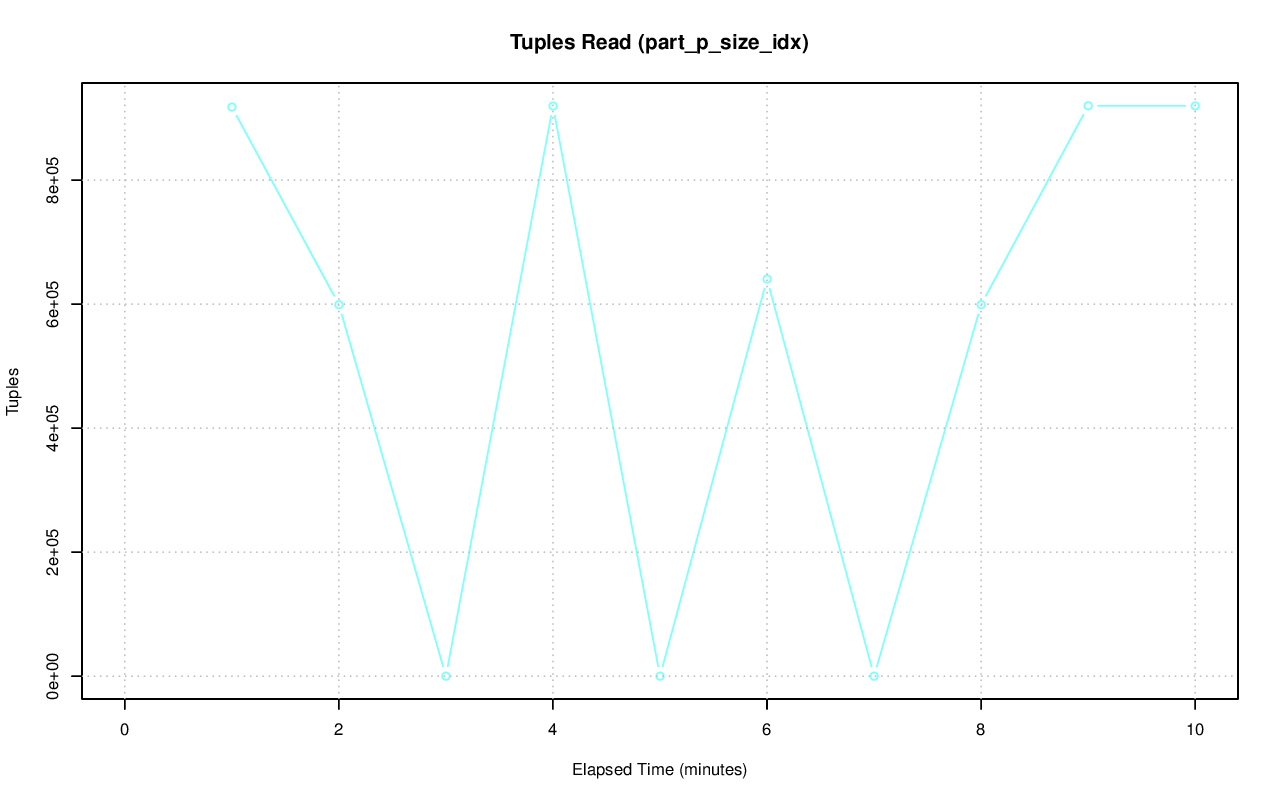 Tuples Read (part_p_size_idx)
Tuples
8e+05
6e+05
4e+05
2e+05
0e+00
0 2 4 6 8 10
Elapsed Time (minutes)